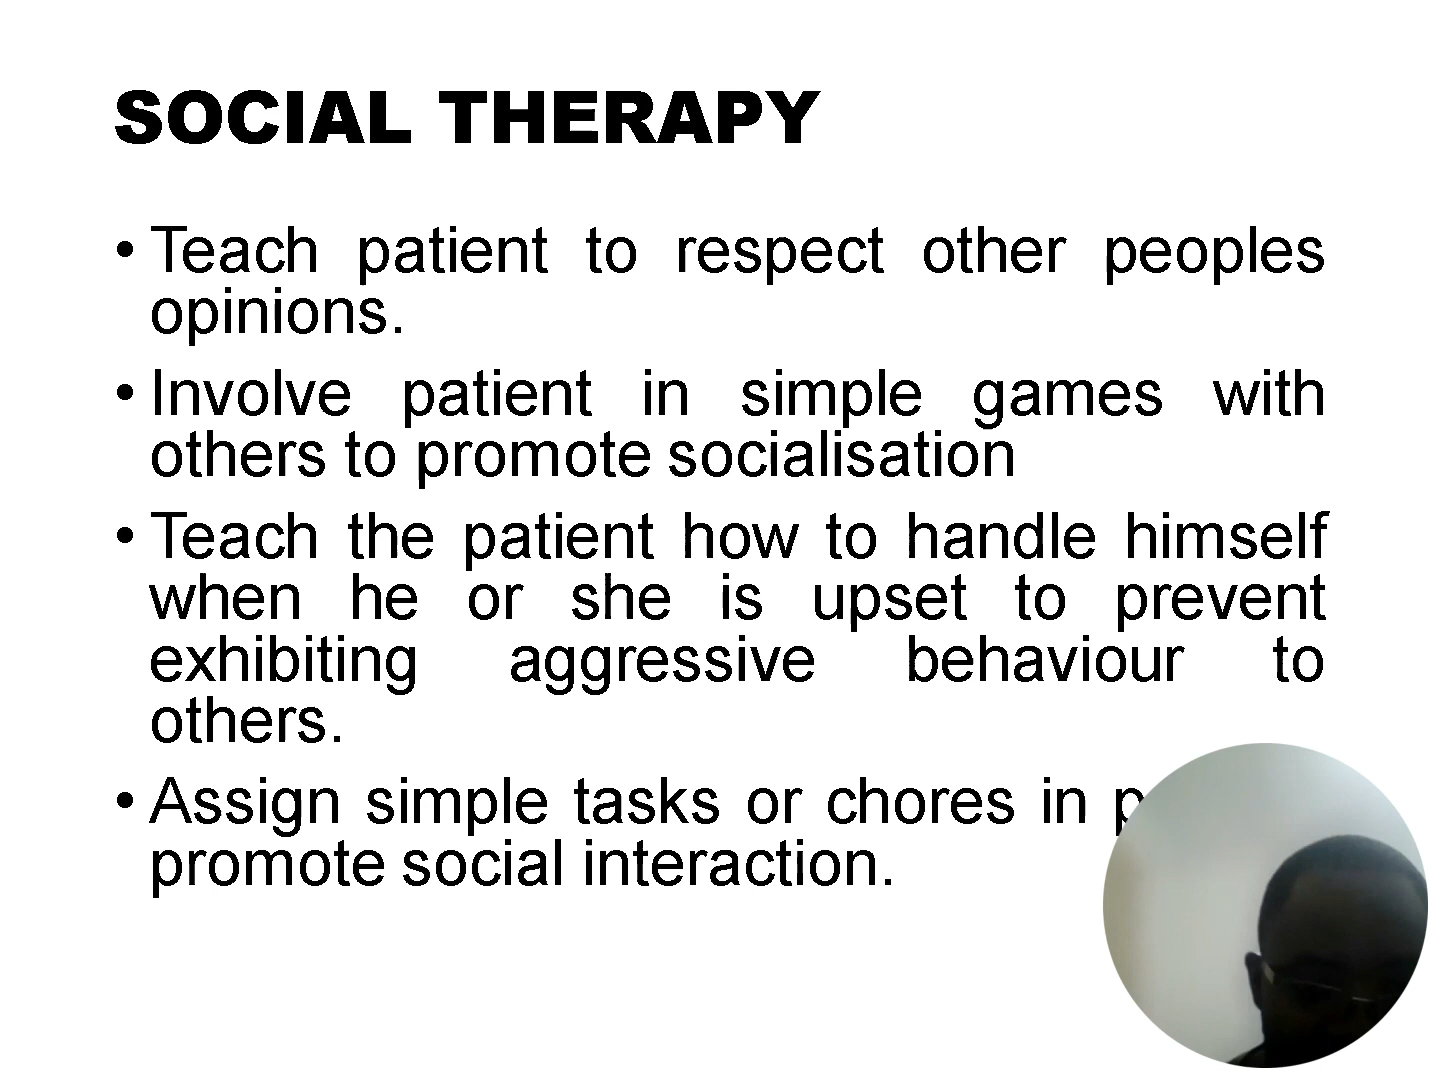 SOCIAL THERAPY
• Teach patient to respect other peoples
opinions.
• Involve patient in simple games with
others to promote socialisation
• Teach the patient how to handle himself
when he or she is upset to prevent
exhibiting aggressive behaviour to
others.
• Assign simple tasks or chores in
promote social interaction.